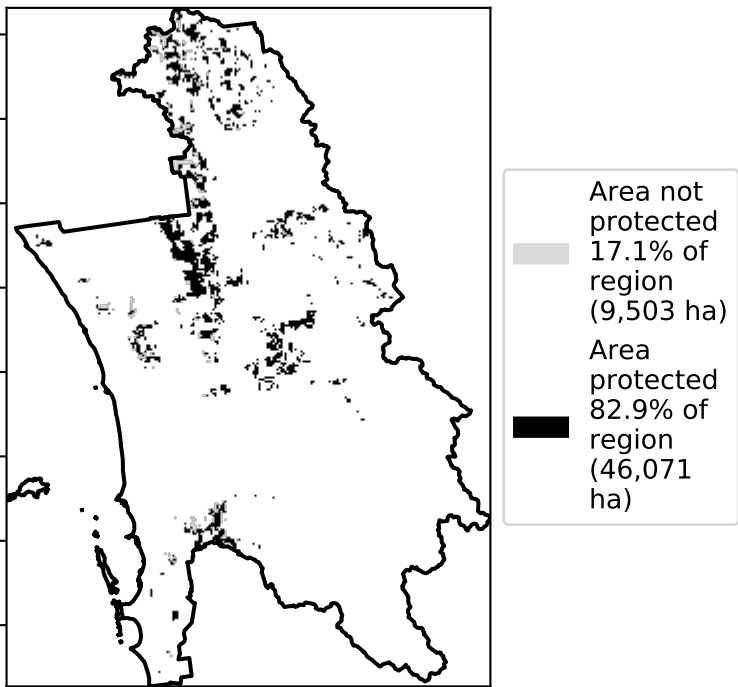 Area not
protected
17.1% of
region
(9,503 ha)
Area
protected
82.9% of
region
(46,071
ha)